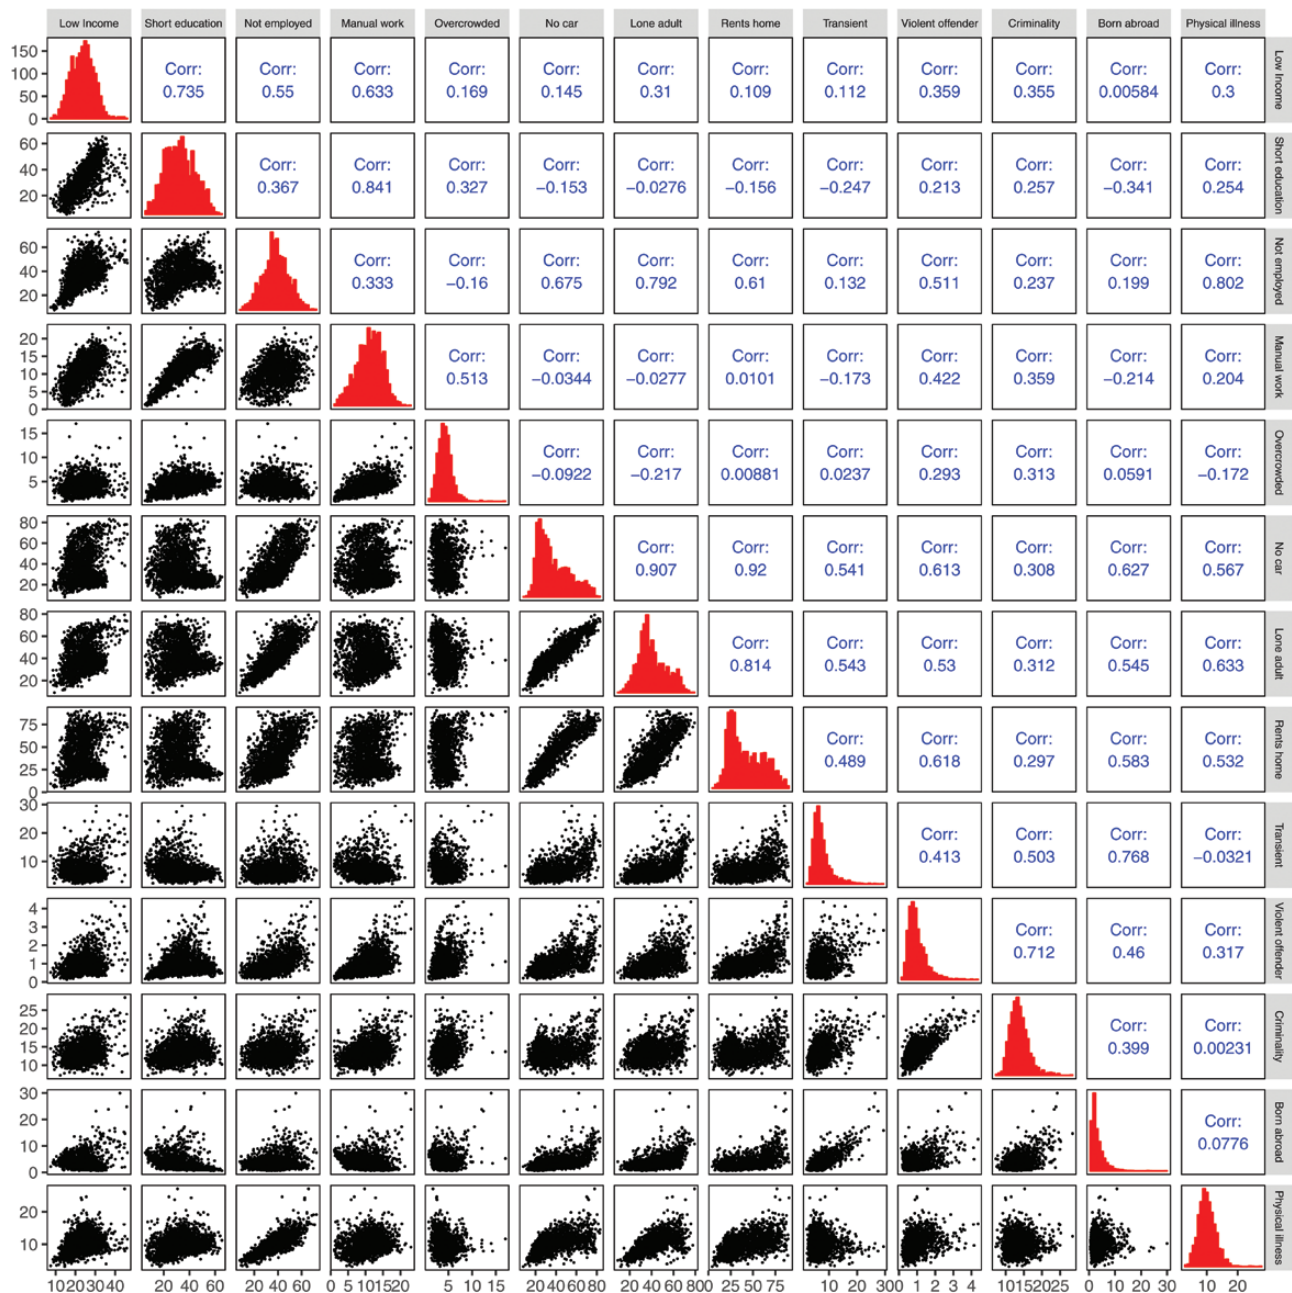 Low Income Short education Not employed Manual work Overcrowded No car Lone adult Rents home Transient Violent offender Criminality Born abroad Physical illness
150
100
50
0
Corr: Corr: Corr: Corr: Corr: Corr: Corr: Corr: Corr: Corr: Corr: Corr:
0.735 0.55 0.633 0.169 0.145 0.31 0.109 0.112 0.359 0.355 0.00584 0.3
Low Income
60
40
20
Corr: Corr: Corr: Corr: Corr: Corr: Corr: Corr: Corr: Corr: Corr:
0.367 0.841 0.327 −0.153 −0.0276 −0.156 −0.247 0.213 0.257 −0.341 0.254
Short education
60
40
20
Corr: Corr: Corr: Corr: Corr: Corr: Corr: Corr: Corr: Corr:
0.333 −0.16 0.675 0.792 0.61 0.132 0.511 0.237 0.199 0.802
Not employed
20
15
10
5
0
Corr: Corr: Corr: Corr: Corr: Corr: Corr: Corr: Corr:
0.513 −0.0344 −0.0277 0.0101 −0.173 0.422 0.359 −0.214 0.204
Manual work
15
10
5
Corr: Corr: Corr: Corr: Corr: Corr: Corr: Corr:
−0.0922 −0.217 0.00881 0.0237 0.293 0.313 0.0591 −0.172
Overcrowded
80
60
40
20
Corr: Corr: Corr: Corr: Corr: Corr: Corr:
0.907 0.92 0.541 0.613 0.308 0.627 0.567
No car
80
60
40
20
Corr: Corr: Corr: Corr: Corr: Corr:
0.814 0.543 0.53 0.312 0.545 0.633
Lone adult
75
50
25
0
Corr: Corr: Corr: Corr: Corr:
0.489 0.618 0.297 0.583 0.532
Rents home
30
20
10
Corr: Corr: Corr: Corr:
0.413 0.503 0.768 −0.0321
Transient
4
3
2
1
0
Corr: Corr: Corr:
0.712 0.46 0.317
Violent offender
25
20
15
10
Corr: Corr:
0.399 0.00231
Criminality
30
20
10
0
Corr:
0.0776
Born abroad
20
10
Physical illness
10 20 30 40 20 40 60 20 40 60 0 5 10 15 20 5 10 15 20 40 60 80 20 40 60 80 0 25 50 75 10 20 30 0 1 2 3 4 10 15 20 25 0 10 20 30 10 20